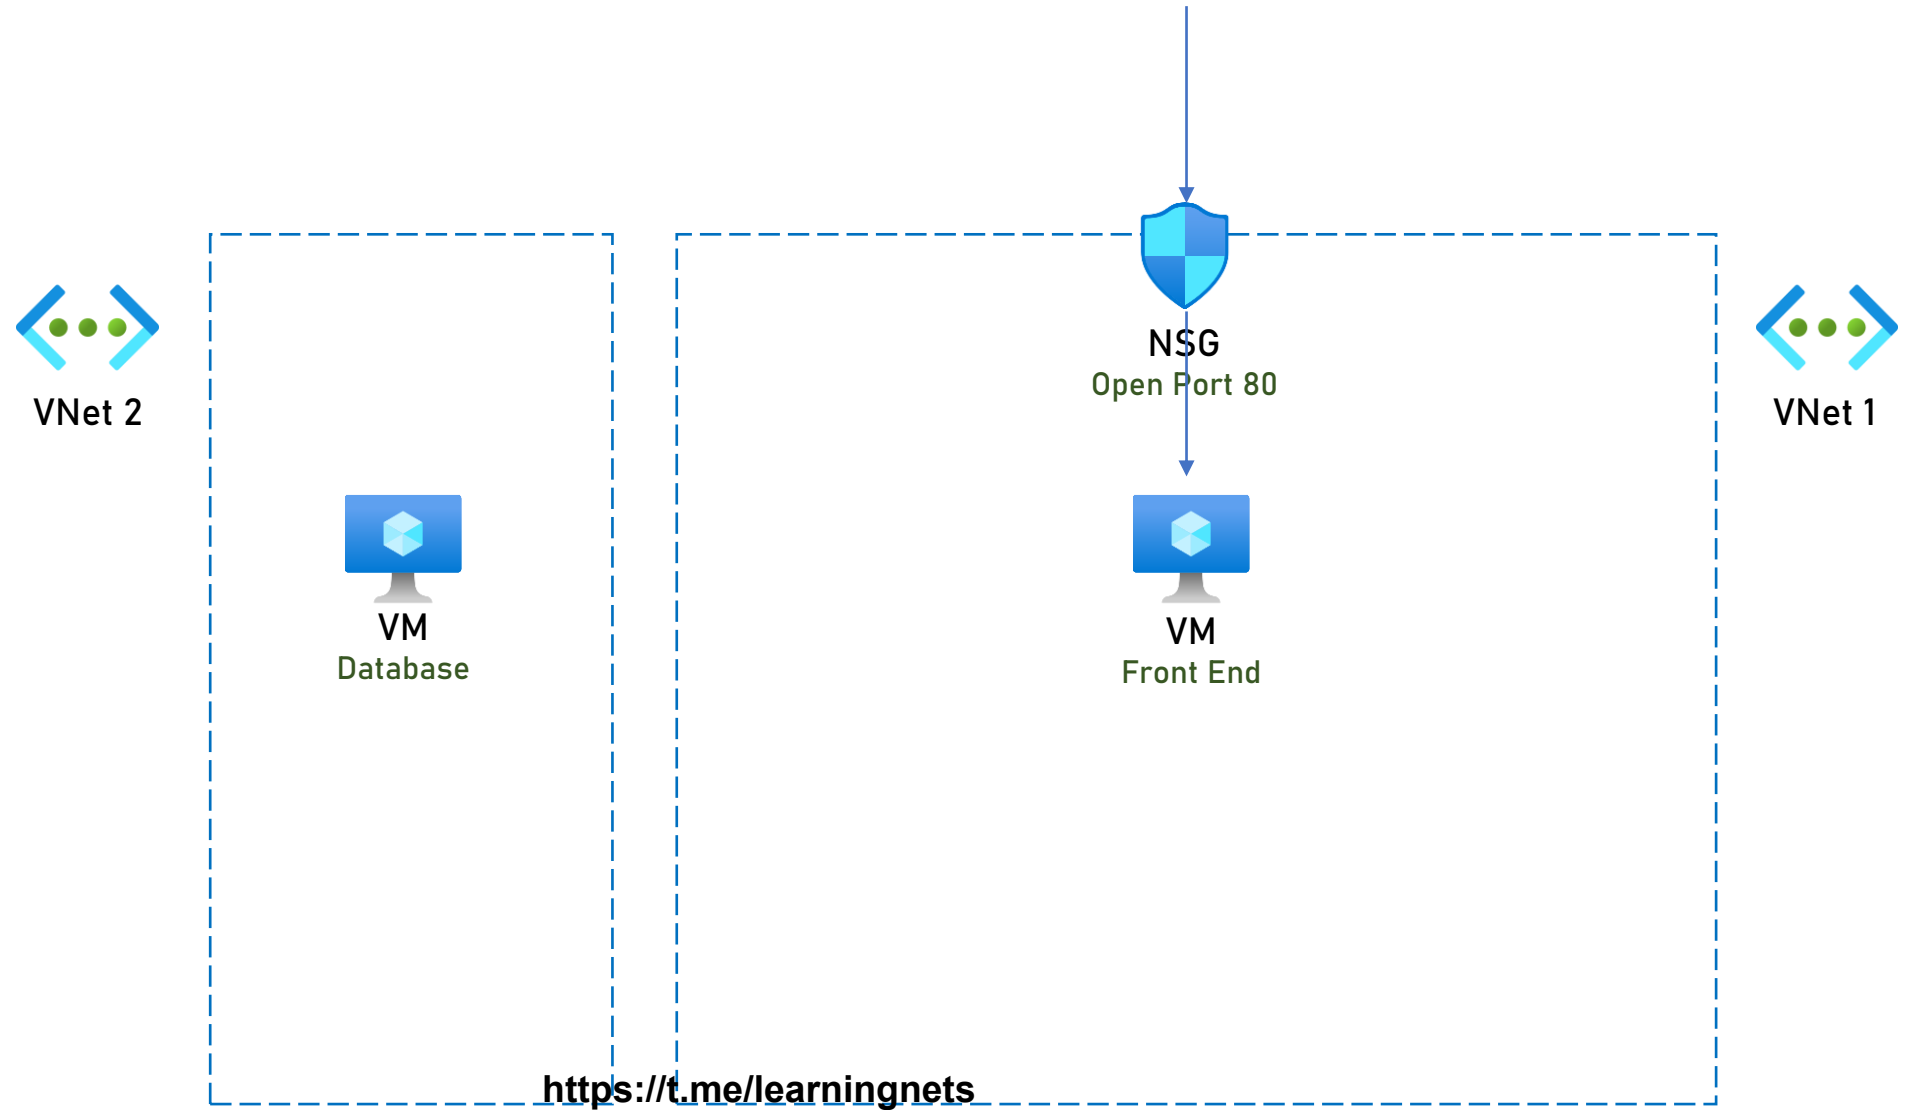 NSG
Open Port 80
VNet 2
VNet 1
VM
Database
VM
Front End
https://t.me/learningnets